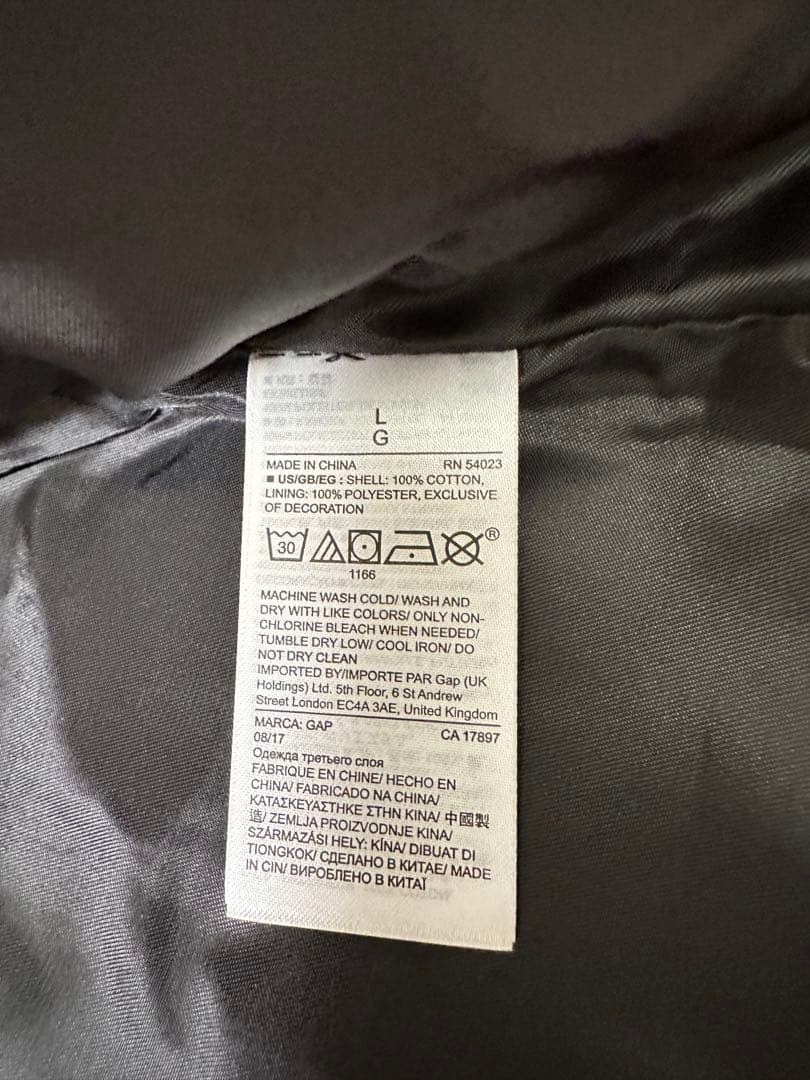 L
G
MADE IN CHINA RN 54023
■ US/GB/EG : SHELL: 100% COTTON,
LINING: 100% POLYESTER, EXCLUSIVE
OF DECORATION
30 ®
1166
MACHINE WASH COLD/ WASH AND
DRY WITH LIKE COLORS/ ONLY NON-
CHLORINE BLEACH WHEN NEEDED/
TUMBLE DRY LOW/ COOL IRON/ DO
NOT DRY CLEAN
IMPORTED BY/IMPORTE PAR Gap (UK
Holdings) Ltd. 5th Floor, 6 St Andrew
Street London EC4A 3AE, United Kingdom
MARCA: GAP CA 17897
08/17
Одежда третьего слоя
FABRIQUE EN CHINE/ HECHO EN
CHINA/ FABRICADO NA CHINA/
ΚΑΤΑΣΚΕΥΑΣΤΗΚΕ ΣΤΗΝ ΚΙΝΑ/ 中國製
造/ ZEMLJA PROIZVODNJE KINA/
SZÁRMAZÁSI HELY: KÍNA/ DIBUAT DI
TIONGKOK/ СДЕЛАНО В КИТАЕ/ MADE
IN CIN/ ВИРОБЛЕНО В КИТАЇ